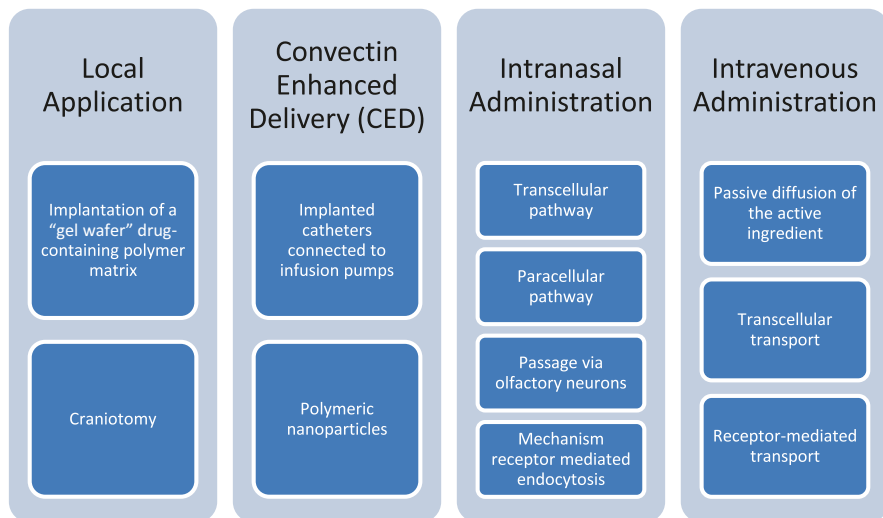 Local
Application
Implantation of a
“gel wafer” drug-
containing polymer
matrix
Craniotomy
Convectin
Enhanced
Delivery (CED)
Implanted
catheters
connected to
infusion pumps
Polymeric
nanoparticles
Intranasal
Administration
Transcellular
pathway
Paracellular
pathway
Passage via
olfactory neurons
Mechanism
receptor mediated
endocytosis
Intravenous
Administration
Passive diffusion of
the active
ingredient
Transcellular
transport
Receptor-mediated
transport